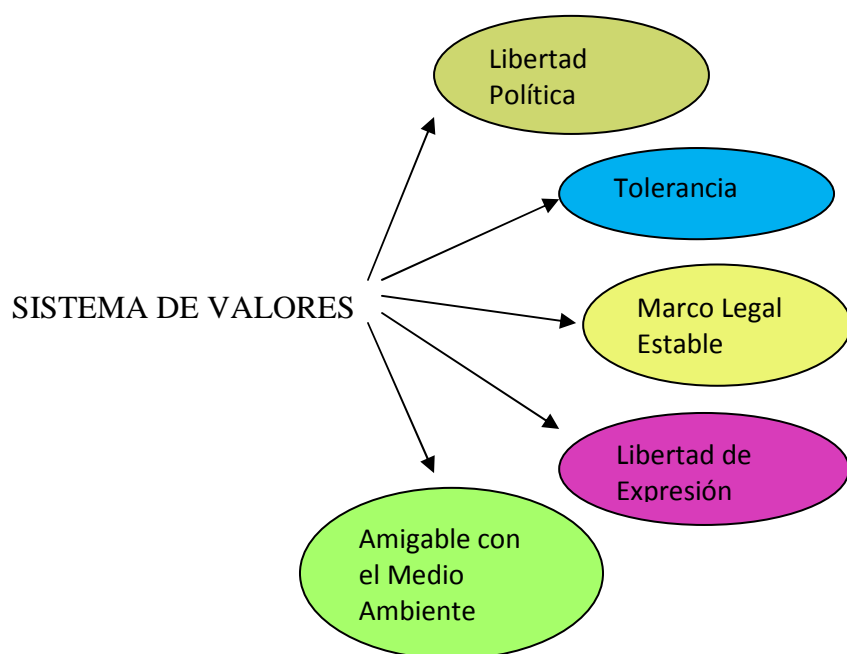 Libertad
Política
Tolerancia
SISTEMA DE VALORES
Marco Legal
Estable
Libertad de
Expresión
Amigable con
el Medio
Ambiente